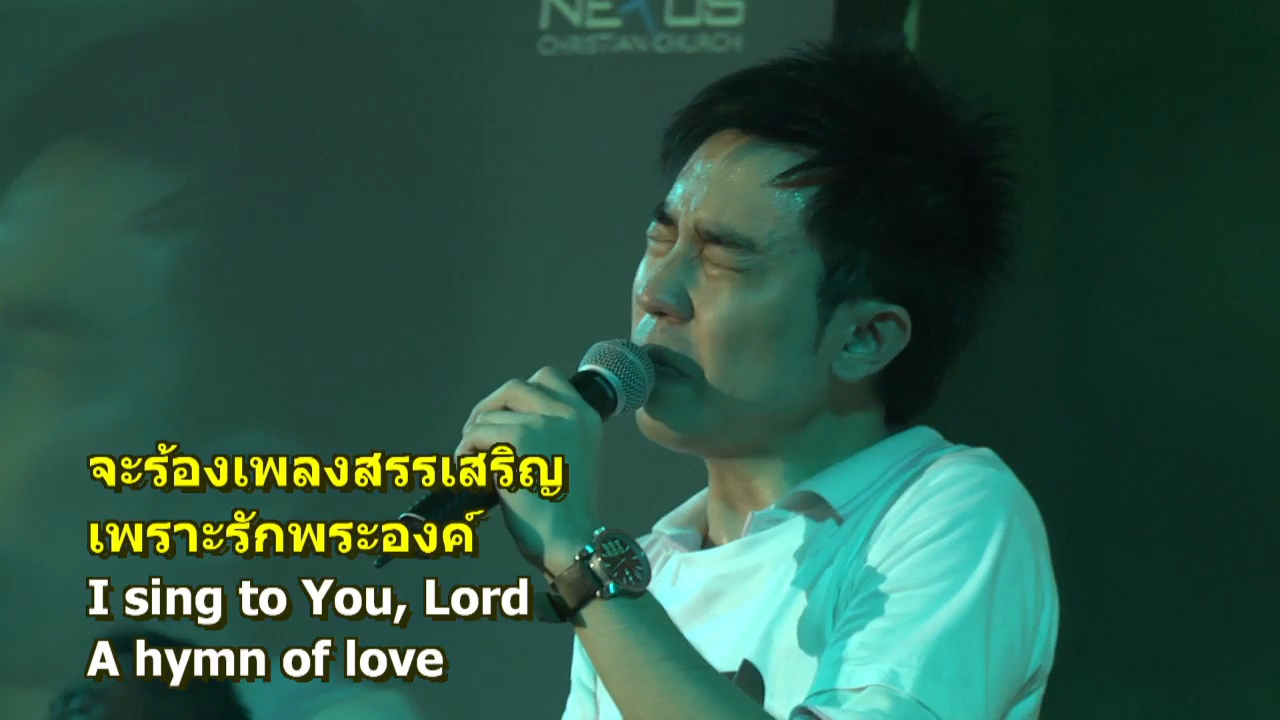 NEXUS
CHRISTIAN CHURCH
จะร้องเพลงสรรเสริญ
เพราะรักพระองค์
I sing to You, Lord
A hymn of love